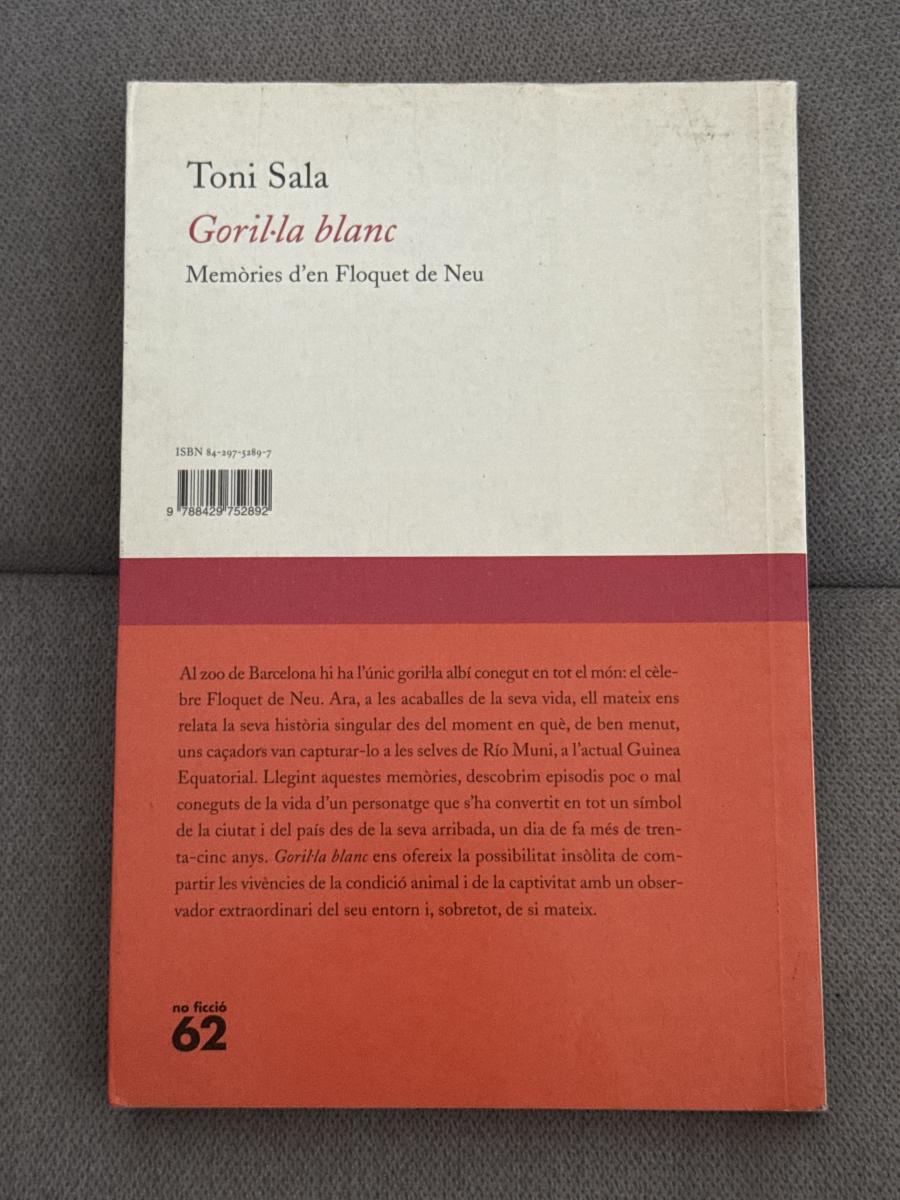 Toni Sala
Goril·la blanc
Memòries d'en Floquet de Neu
ISBN 84-297-5289-7
9 788429 752892
Al zoo de Barcelona hi ha l'únic goril·la albí conegut en tot el món: el cèle-
bre Floquet de Neu. Ara, a les acaballes de la seva vida, ell mateix ens
relata la seva història singular des del moment en què, de ben menut,
uns caçadors van capturar-lo a les selves de Río Muni, a l'actual Guinea
Equatorial. Llegint aquestes memòries, descobrim episodis poc o mal
coneguts de la vida d'un personatge que s'ha convertit en tot un símbol
de la ciutat i del país des de la seva arribada, un dia de fa més de tren-
ta-cinc anys. Goril·la blanc ens ofereix la possibilitat insòlita de com-
partir les vivències de la condició animal i de la captivitat amb un obser-
vador extraordinari del seu entorn i, sobretot, de si mateix.
no ficció
62